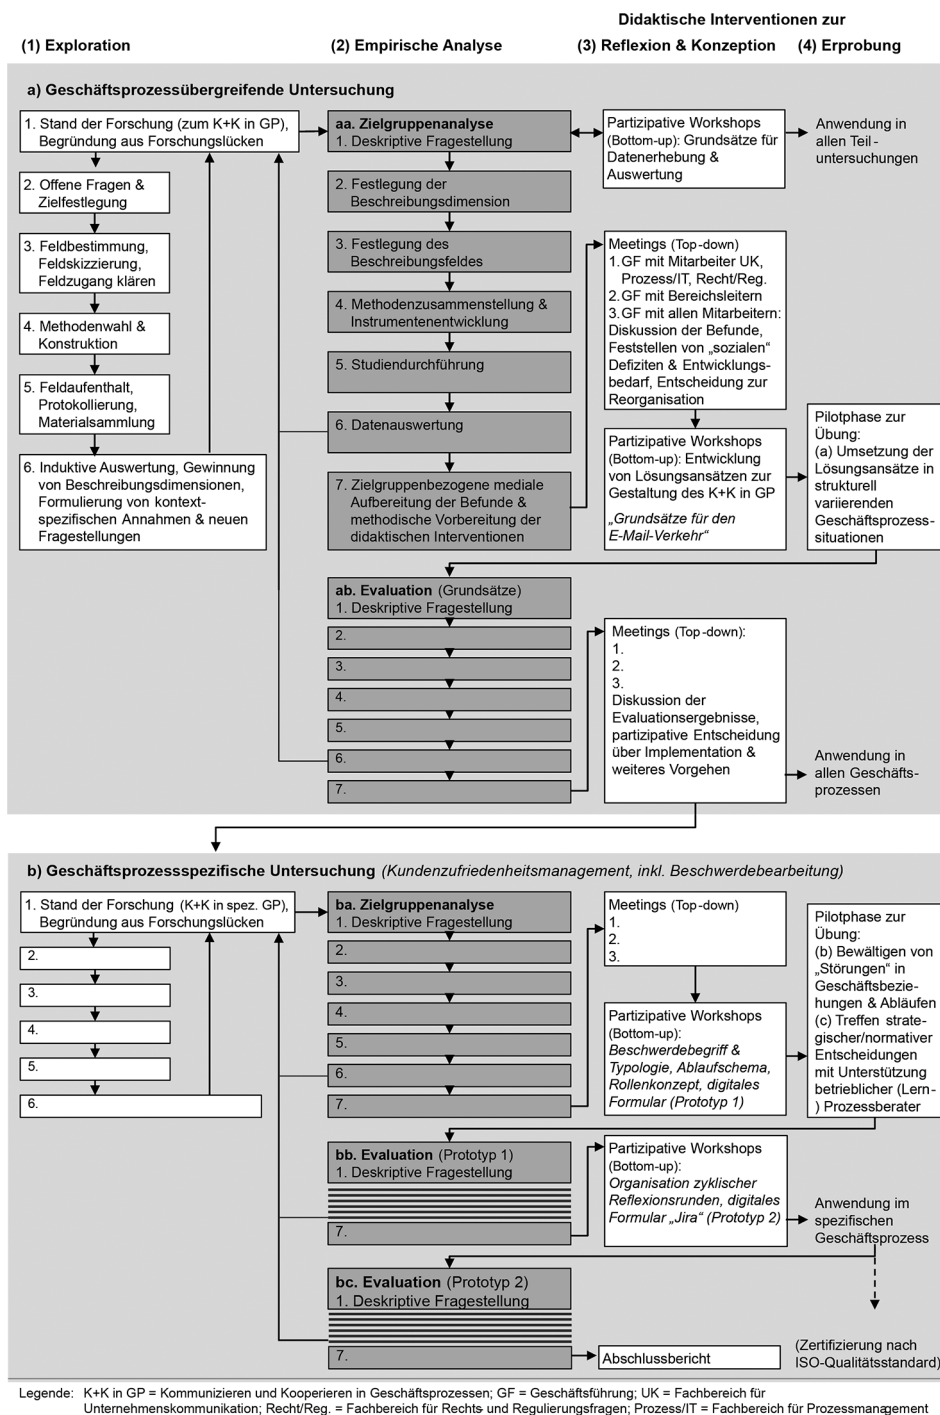 Didaktische Interventionen zur
(1) Exploration
(2) Empirische Analyse
(3) Reflexion & Konzeption
(4) Erprobung
a) Geschäftsprozessübergreifende Untersuchung
1. Stand der Forschung (zum K+K in GP),
Begründung aus Forschungslücken
2. Offene Fragen &
Zielfestlegung
3. Feldbestimmung,
Feldskizzierung,
Feldzugang klären
4. Methodenwahl &
Konstruktion
5. Feldaufenthalt,
Protokollierung,
Materialsammlung
6. Induktive Auswertung, Gewinnung
von Beschreibungsdimensionen,
Formulierung von kontext-
spezifischen Annahmen & neuen
Fragestellungen
aa. Zielgruppenanalyse
1. Deskriptive Fragestellung
2. Festlegung der
Beschreibungsdimension
3. Festlegung des
Beschreibungsfeldes
4. Methodenzusammenstellung &
Instrumentenentwicklung
5. Studiendurchführung
6. Datenauswertung
7. Zielgruppenbezogene mediale
Aufbereitung der Befunde &
methodische Vorbereitung der
didaktischen Interventionen
Partizipative Workshops
(Bottom-up): Grundsätze für
Datenerhebung &
Auswertung
Anwendung in
allen Teil-
untersuchungen
Meetings (Top-down)
1. GF mit Mitarbeiter UK,
Prozess/IT, Recht/Reg.
2. GF mit Bereichsleitern
3. GF mit allen Mitarbeitern:
Diskussion der Befunde,
Feststellen von „sozialen“
Defiziten & Entwicklungs-
bedarf, Entscheidung zur
Reorganisation
Partizipative Workshops
(Bottom-up): Entwicklung
von Lösungsansätzen zur
Gestaltung des K+K in GP
„Grundsätze für den
E-Mail-Verkehr“
Pilotphase zur
Übung:
(a) Umsetzung der
Lösungsansätze in
strukturell
variierenden
Geschäftsprozess-
situationen
ab. Evaluation (Grundsätze)
1. Deskriptive Fragestellung
2.
3.
4.
5.
6.
7.
Meetings (Top-down):
1.
2.
3.
Diskussion der
Evaluationsergebnisse,
partizipative Entscheidung
über Implementation &
weiteres Vorgehen
Anwendung in
allen Geschäfts-
prozessen
b) Geschäftsprozessspezifische Untersuchung (Kundenzufriedenheitsmanagement, inkl. Beschwerdebearbeitung)
1. Stand der Forschung (K+K in spez. GP),
Begründung aus Forschungslücken
2.
3.
4.
5.
6.
ba. Zielgruppenanalyse
1. Deskriptive Fragestellung
2.
3.
4.
5.
6.
7.
Meetings (Top-down)
1.
2.
3.
Partizipative Workshops
(Bottom-up):
Beschwerdebegriff &
Typologie, Ablaufschema,
Rollenkonzept, digitales
Formular (Prototyp 1)
Pilotphase zur
Übung:
(b) Bewältigen von
„Störungen“ in
Geschäftsbezie-
hungen & Abläufen
(c) Treffen strate-
gischer/normativer
Entscheidungen
mit Unterstützung
betrieblicher (Lern-
) Prozessberater
bb. Evaluation (Prototyp 1)
1. Deskriptive Fragestellung
7.
Partizipative Workshops
(Bottom-up):
Organisation zyklischer
Reflexionsrunden, digitales
Formular „Jira“ (Prototyp 2)
Anwendung im
spezifischen
Geschäftsprozess
bc. Evaluation (Prototyp 2)
1. Deskriptive Fragestellung
7.
Abschlussbericht
(Zertifizierung nach
ISO-Qualitätsstandard)
Legende: K+K in GP = Kommunizieren und Kooperieren in Geschäftsprozessen; GF = Geschäftsführung; UK = Fachbereich für
Unternehmenskommunikation; Recht/Reg. = Fachbereich für Rechts- und Regulierungsfragen; Prozess/IT = Fachbereich für Prozessmanagement